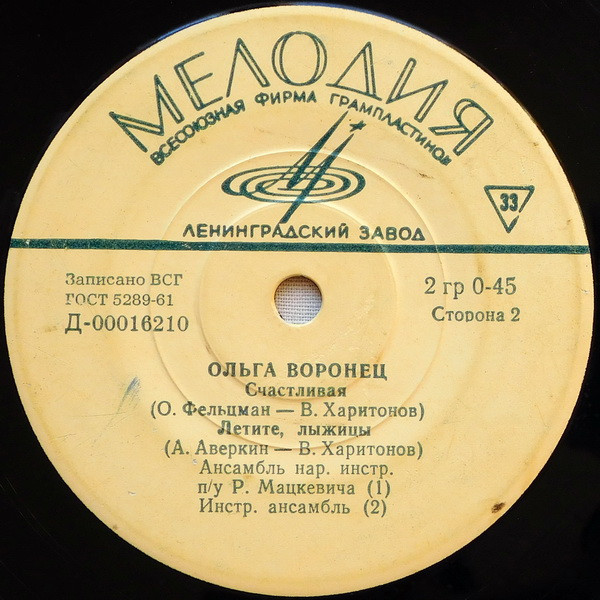 МЕЛОДИЯ
ВСЕСОЮЗНАЯ ФИРМА ГРАМПЛАСТИНОК
33
ЛЕНИНГРАДСКИЙ ЗАВОД
Записано ВСГ
ГОСТ 5289-61
Д-00016210
2 гр 0-45
Сторона 2
ОЛЬГА ВОРОНЕЦ
Счастливая
(О. Фельцман — В. Харитонов)
Летите, лыжицы
(А. Аверкин — В. Харитонов)
Ансамбль нар. инстр.
п/у Р. Мацкевича (1)
Инстр. ансамбль (2)